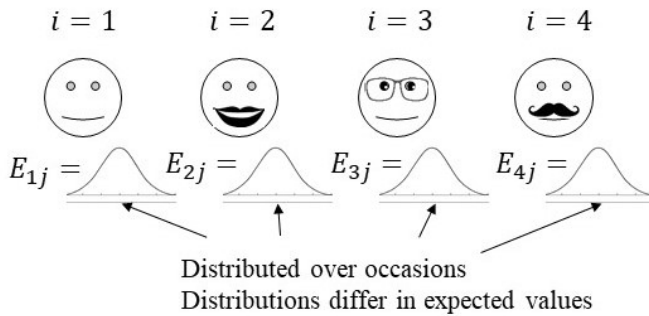 i = 1 i = 2 i = 3 i = 4
E₁ⱼ = E₂ⱼ = E₃ⱼ = E₄ⱼ =
Distributed over occasions
Distributions differ in expected values